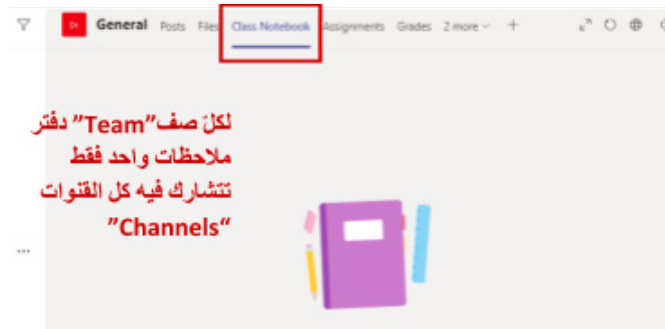 General Posts Files Class Notebook Assignments Grades 2 more +
لكلّ صف "Team" دفتر
ملاحظات واحد فقط
تتشارك فيه كل القنوات
"Channels"